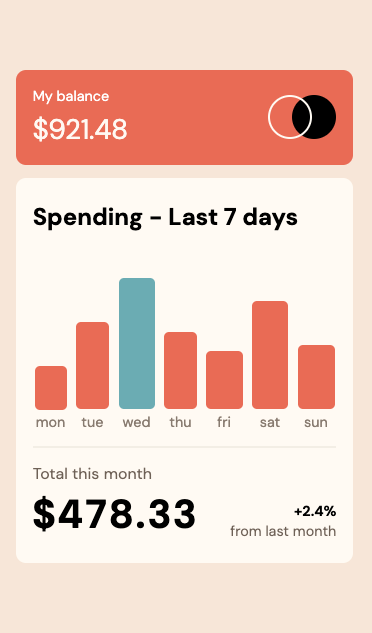 My balance
$921.48
Spending - Last 7 days
mon tue wed thu fri sat sun
Total this month
$478.33
+2.4%
from last month